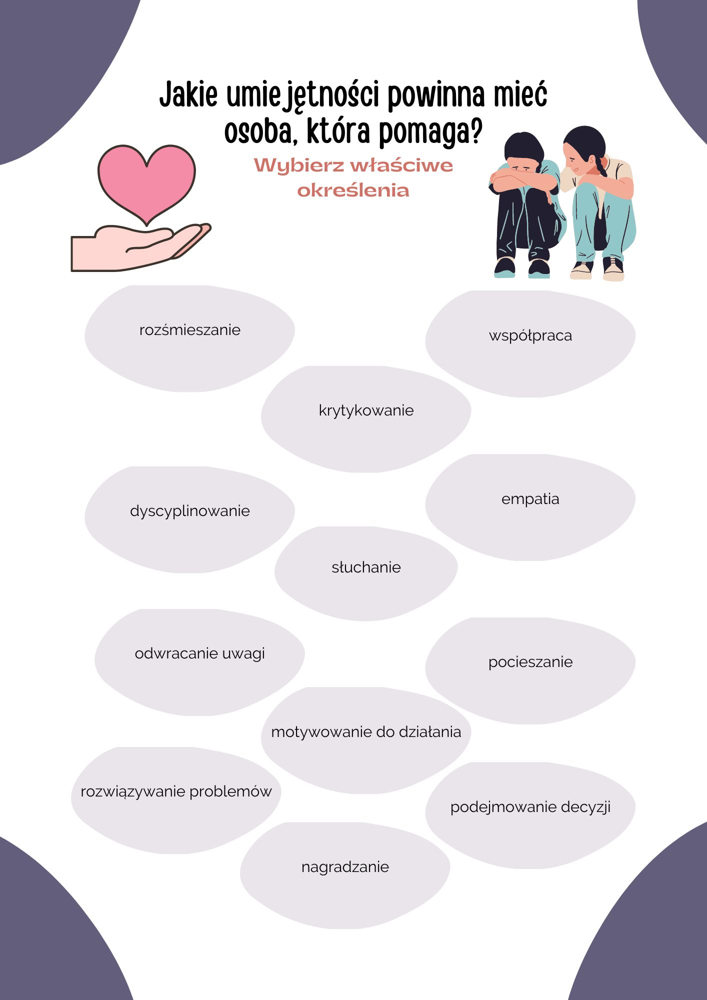 Jakie umiejętności powinna mieć
osoba, która pomaga?
Wybierz właściwe
określenia
rozśmieszanie
współpraca
krytykowanie
empatia
dyscyplinowanie
słuchanie
odwracanie uwagi
pocieszanie
motywowanie do działania
rozwiązywanie problemów
podejmowanie decyzji
nagradzanie